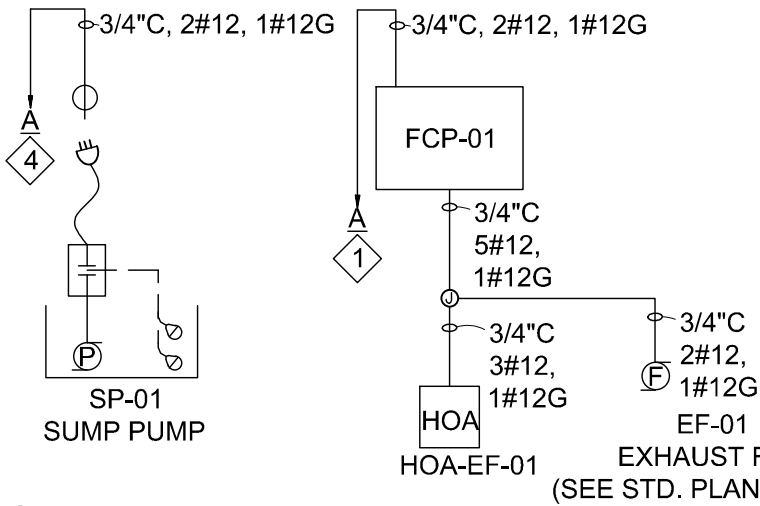 3/4"C, 2#12, 1#12G
A
4
P
SP-01
SUMP PUMP
3/4"C, 2#12, 1#12G
FCP-01
A
1
3/4"C
5#12,
1#12G
J
3/4"C
3#12,
1#12G
HOA
HOA-EF-01
3/4"C
2#12,
1#12G
F
EF-01
EXHAUST F
(SEE STD. PLAN